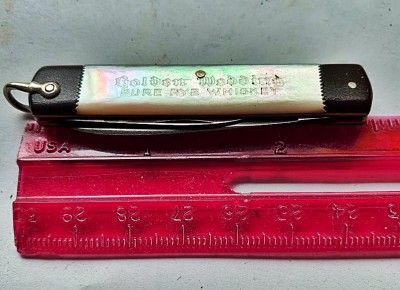 Golden Wedding
PURE RYE WHISKEY
USA 1 2
29 28 27 26 25 24